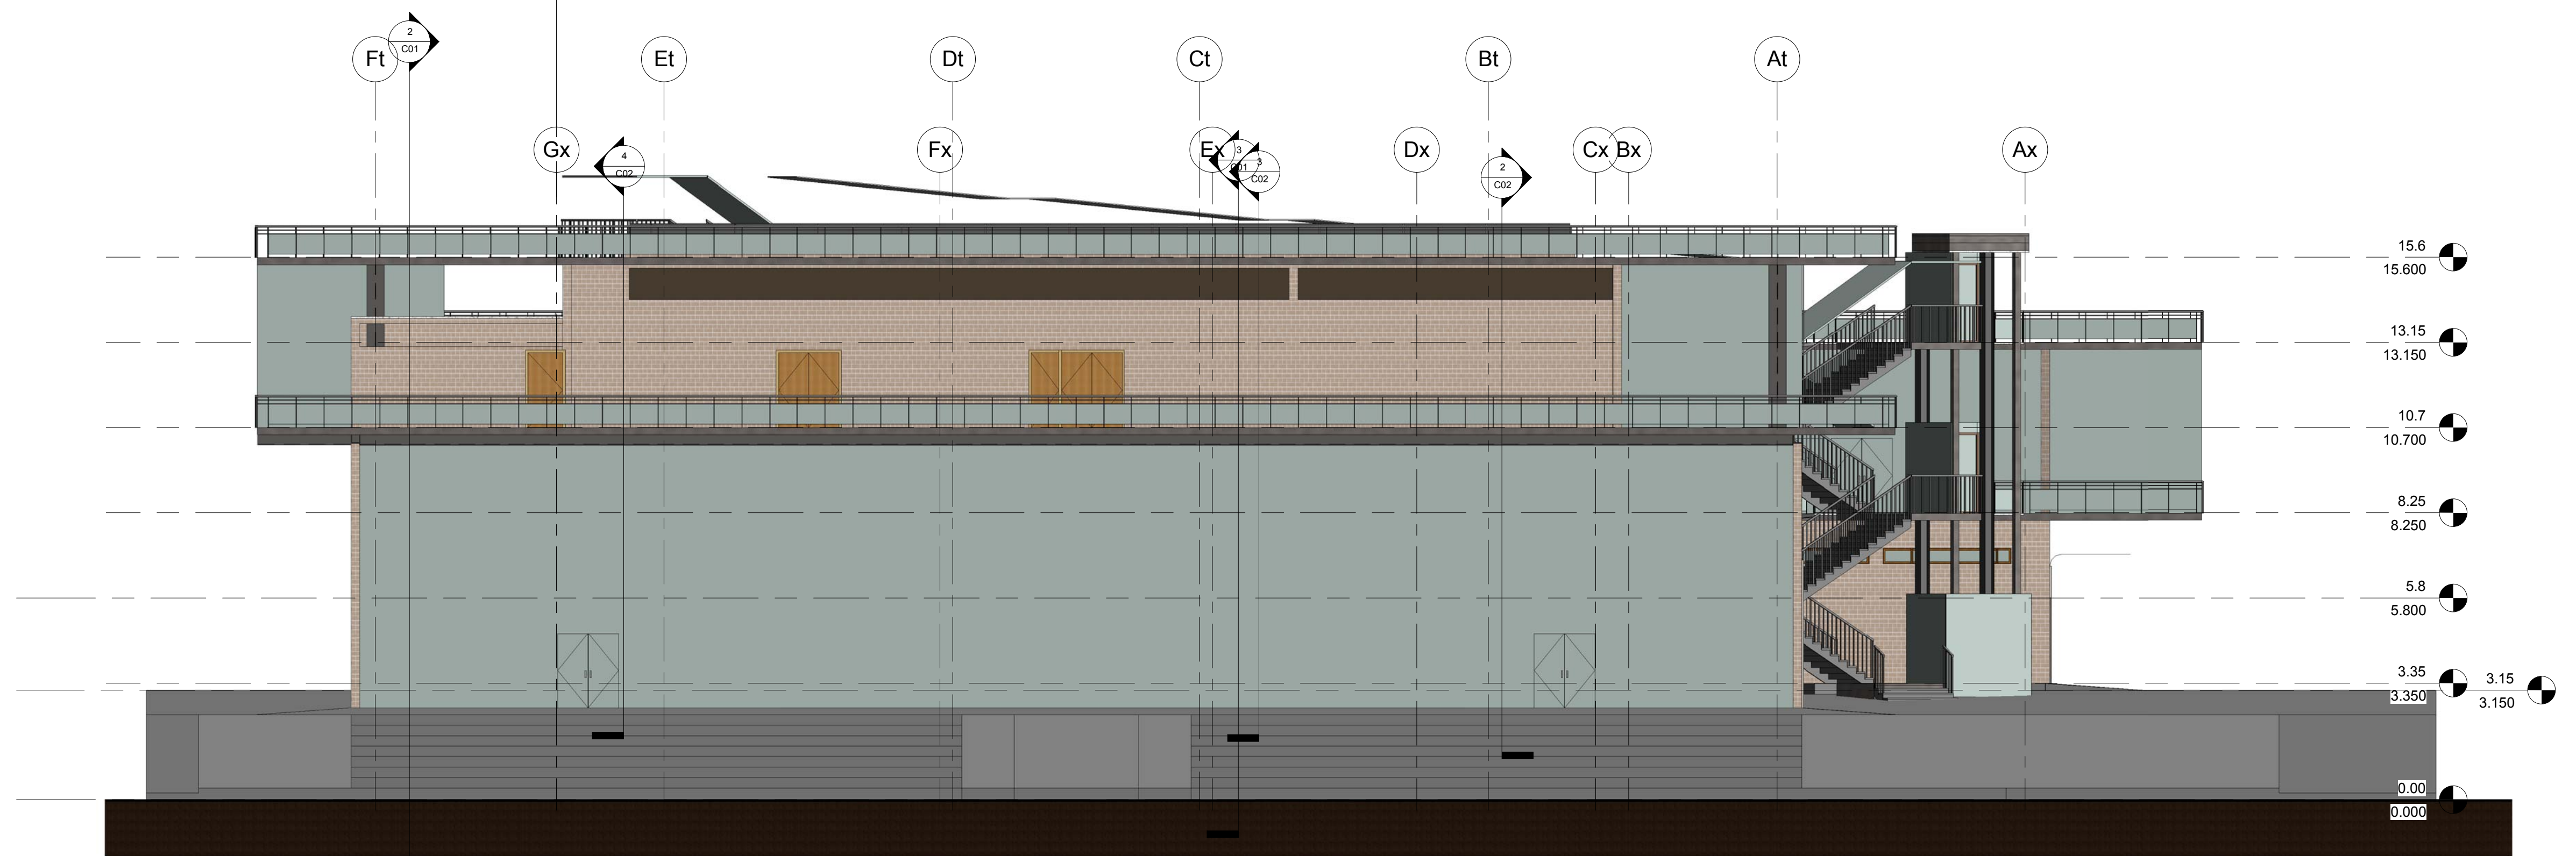 2
C01
Ft
Et
Dt
Ct
Bt
At
Gx
4
C02
Fx
Ex
3
C01
3
C02
Dx
2
C02
Cx
Bx
Ax
15.6
15.600
13.15
13.150
10.7
10.700
8.25
8.250
5.8
5.800
3.35
3.350
3.15
3.150
0.00
0.000